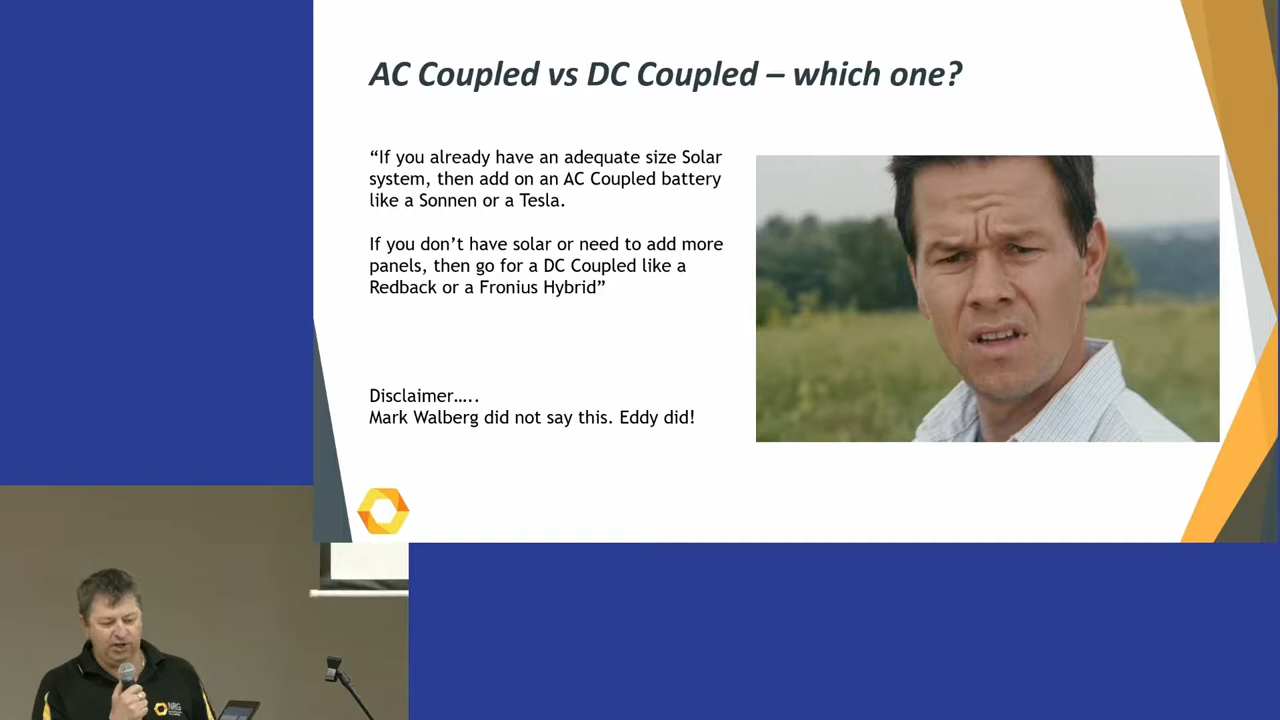 AC Coupled vs DC Coupled – which one?
“If you already have an adequate size Solar
system, then add on an AC Coupled battery
like a Sonnen or a Tesla.
If you don’t have solar or need to add more
panels, then go for a DC Coupled like a
Redback or a Fronius Hybrid”
Disclaimer…..
Mark Walberg did not say this. Eddy did!
NRG